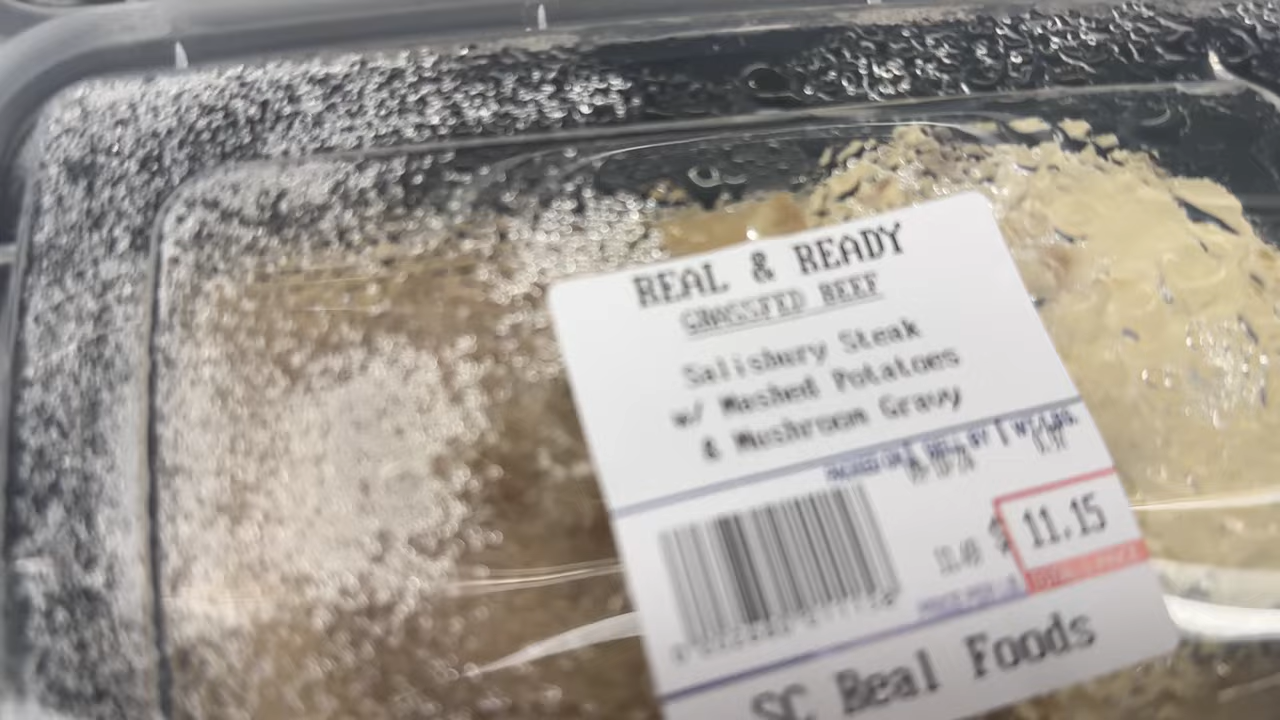 REAL & READY
GRASSFED BEEF
Salisbury Steak
w/ Mashed Potatoes
& Mushroom Gravy
$ 11.15
SC Real Foods